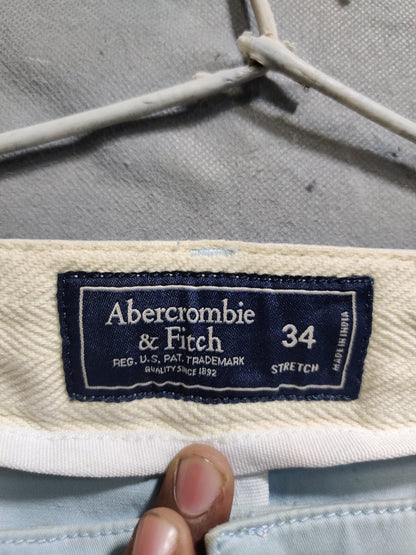 Abercrombie
& Fitch
REG. U.S. PAT. TRADEMARK
QUALITY SINCE 1892
34
STRETCH
MADE IN INDIA